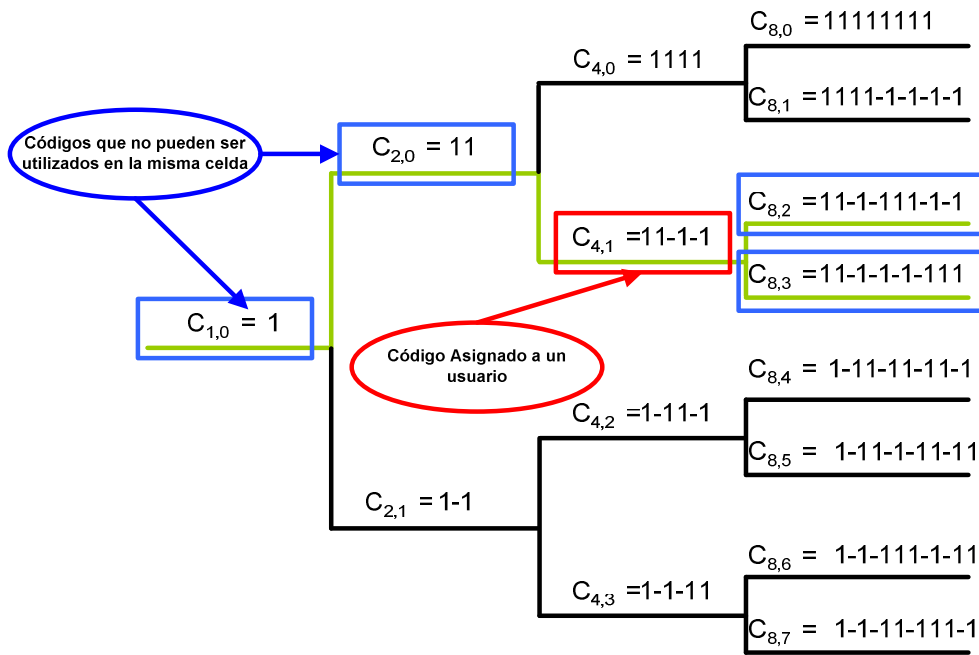 C8,0 = 11111111
C4,0 = 1111
C8,1 = 1111-1-1-1-1
Códigos que no pueden ser
utilizados en la misma celda
C2,0 = 11
C8,2 = 11-1-111-1-1
C4,1 =11-1-1
C8,3 = 11-1-1-1-111
C1,0 = 1
Código Asignado a un
usuario
C8,4 = 1-11-11-11-1
C4,2 =1-11-1
C8,5 = 1-11-1-11-11
C2,1 = 1-1
C8,6 = 1-1-111-1-11
C4,3 =1-1-11
C8,7 = 1-1-11-111-1